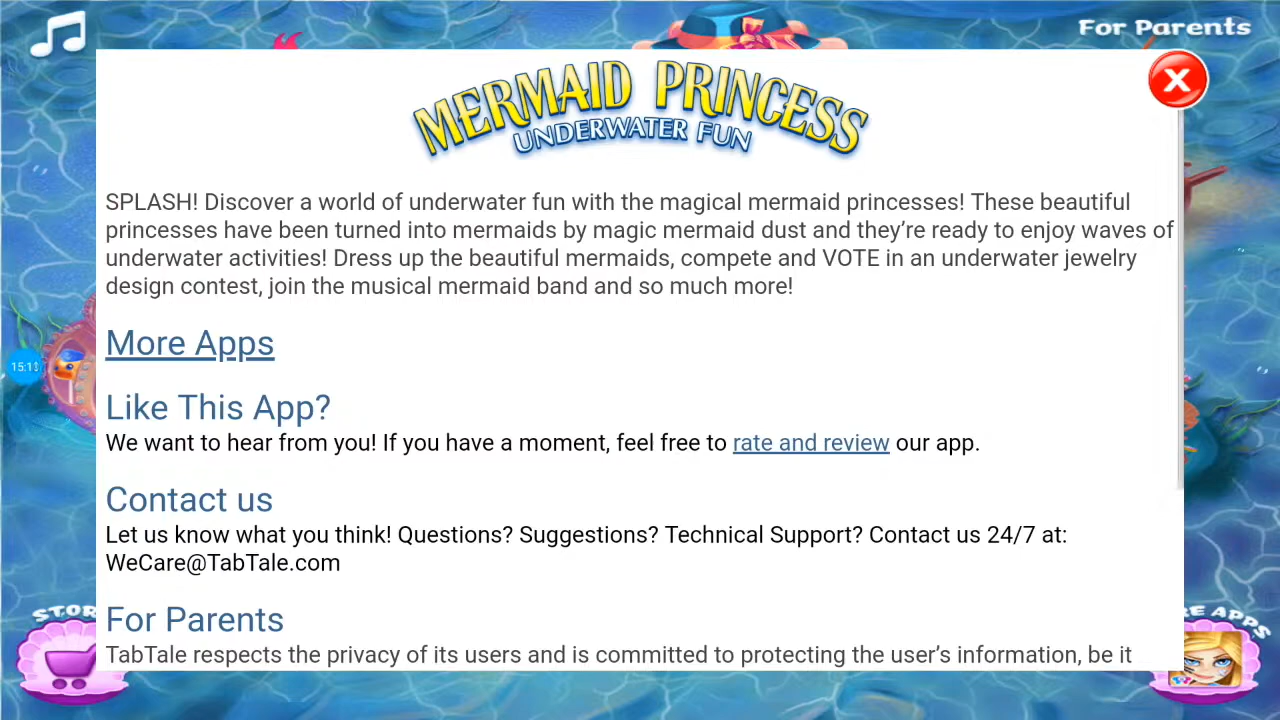 For Parents
MERMAID PRINCESS
UNDERWATER FUN
SPLASH! Discover a world of underwater fun with the magical mermaid princesses! These beautiful
princesses have been turned into mermaids by magic mermaid dust and they’re ready to enjoy waves of
underwater activities! Dress up the beautiful mermaids, compete and VOTE in an underwater jewelry
design contest, join the musical mermaid band and so much more!
More Apps
Like This App?
We want to hear from you! If you have a moment, feel free to rate and review our app.
Contact us
Let us know what you think! Questions? Suggestions? Technical Support? Contact us 24/7 at:
WeCare@TabTale.com
For Parents
TabTale respects the privacy of its users and is committed to protecting the user’s information, be it
STOR
RE APPS